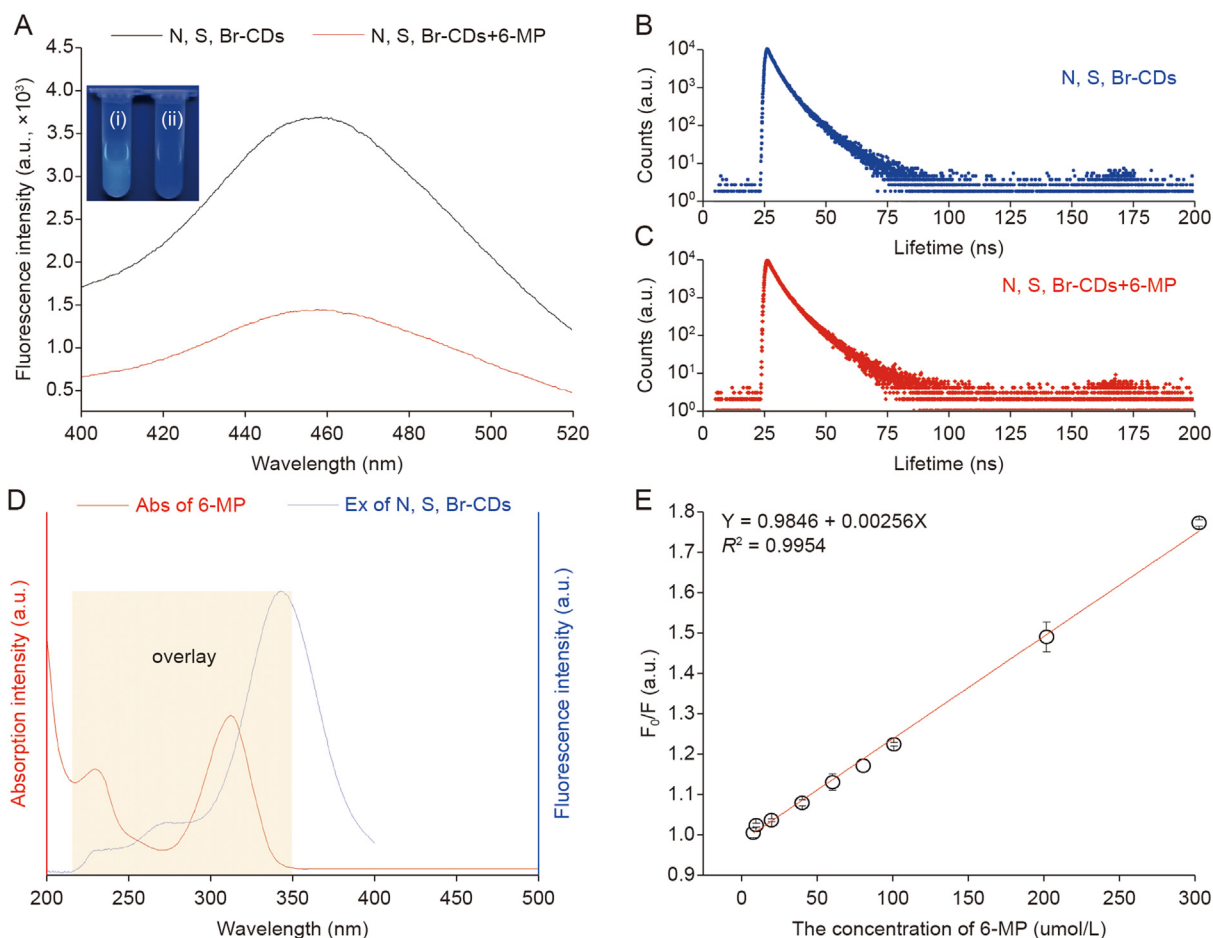 A
N, S, Br-CDs
N, S, Br-CDs+6-MP
Fluorescence intensity (a.u., ×10³)
4.5
4.0
3.5
3.0
2.5
2.0
1.5
1.0
0.5
(i)
(ii)
400
420
440
460
480
500
520
Wavelength (nm)
B
N, S, Br-CDs
Counts (a.u.)
10⁴
10³
10²
10¹
10⁰
0
25
50
75
100
125
150
175
200
Lifetime (ns)
C
N, S, Br-CDs+6-MP
Counts (a.u.)
10⁴
10³
10²
10¹
10⁰
0
25
50
75
100
125
150
175
200
Lifetime (ns)
D
Abs of 6-MP
Ex of N, S, Br-CDs
Absorption intensity (a.u.)
Fluorescence intensity (a.u.)
overlay
200
250
300
350
400
500
Wavelength (nm)
E
Y = 0.9846 + 0.00256X
R² = 0.9954
F₀/F (a.u.)
1.8
1.7
1.6
1.5
1.4
1.3
1.2
1.1
1.0
0.9
0
50
100
150
200
250
300
The concentration of 6-MP (umol/L)